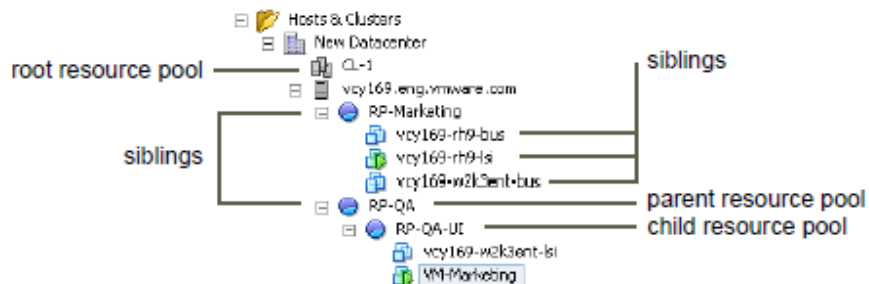 Hosts & Clusters
New Datacenter
root resource pool
CL-1
siblings
vcy169.eng.vmware.com
RP-Marketing
vcy169-rh9-bus
siblings
vcy169-rh9-lsi
vcy169-w2k3ent-bus
RP-QA
parent resource pool
RP-QA-UI
child resource pool
vcy169-w2k3ent-lsi
VM-Marketing